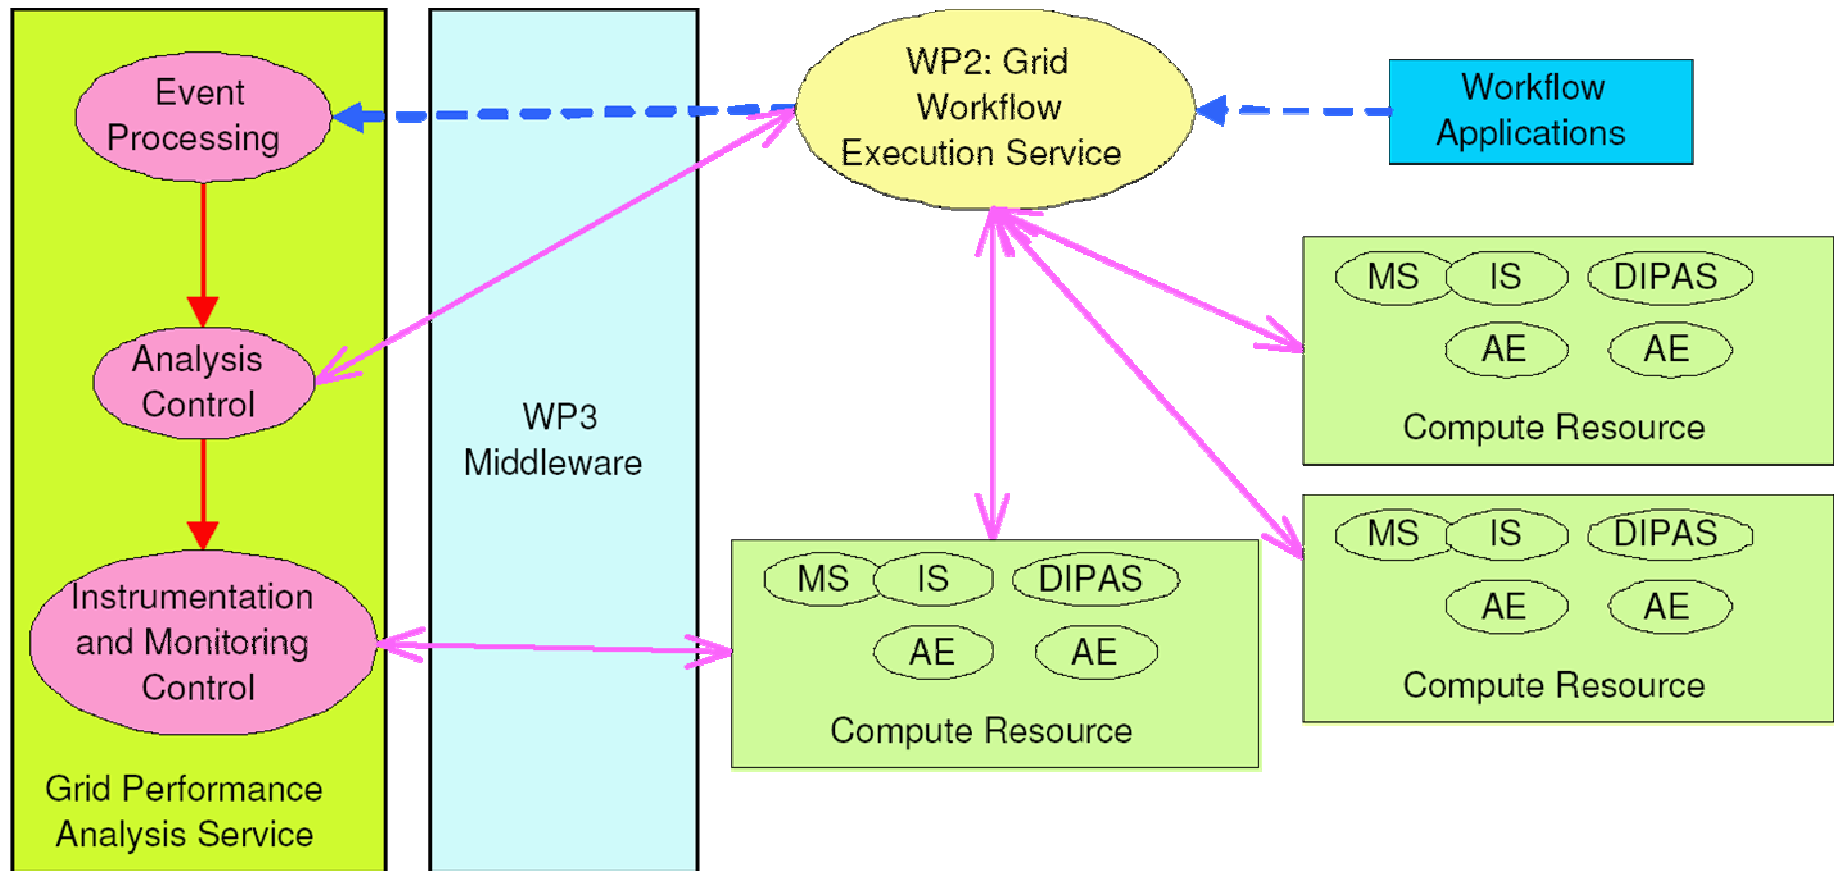 Event
Processing
Analysis
Control
Instrumentation
and Monitoring
Control
Grid Performance
Analysis Service
WP3
Middleware
WP2: Grid
Workflow
Execution Service
Workflow
Applications
MS IS DIPAS
AE AE
Compute Resource
MS IS DIPAS
AE AE
Compute Resource
MS IS DIPAS
AE AE
Compute Resource